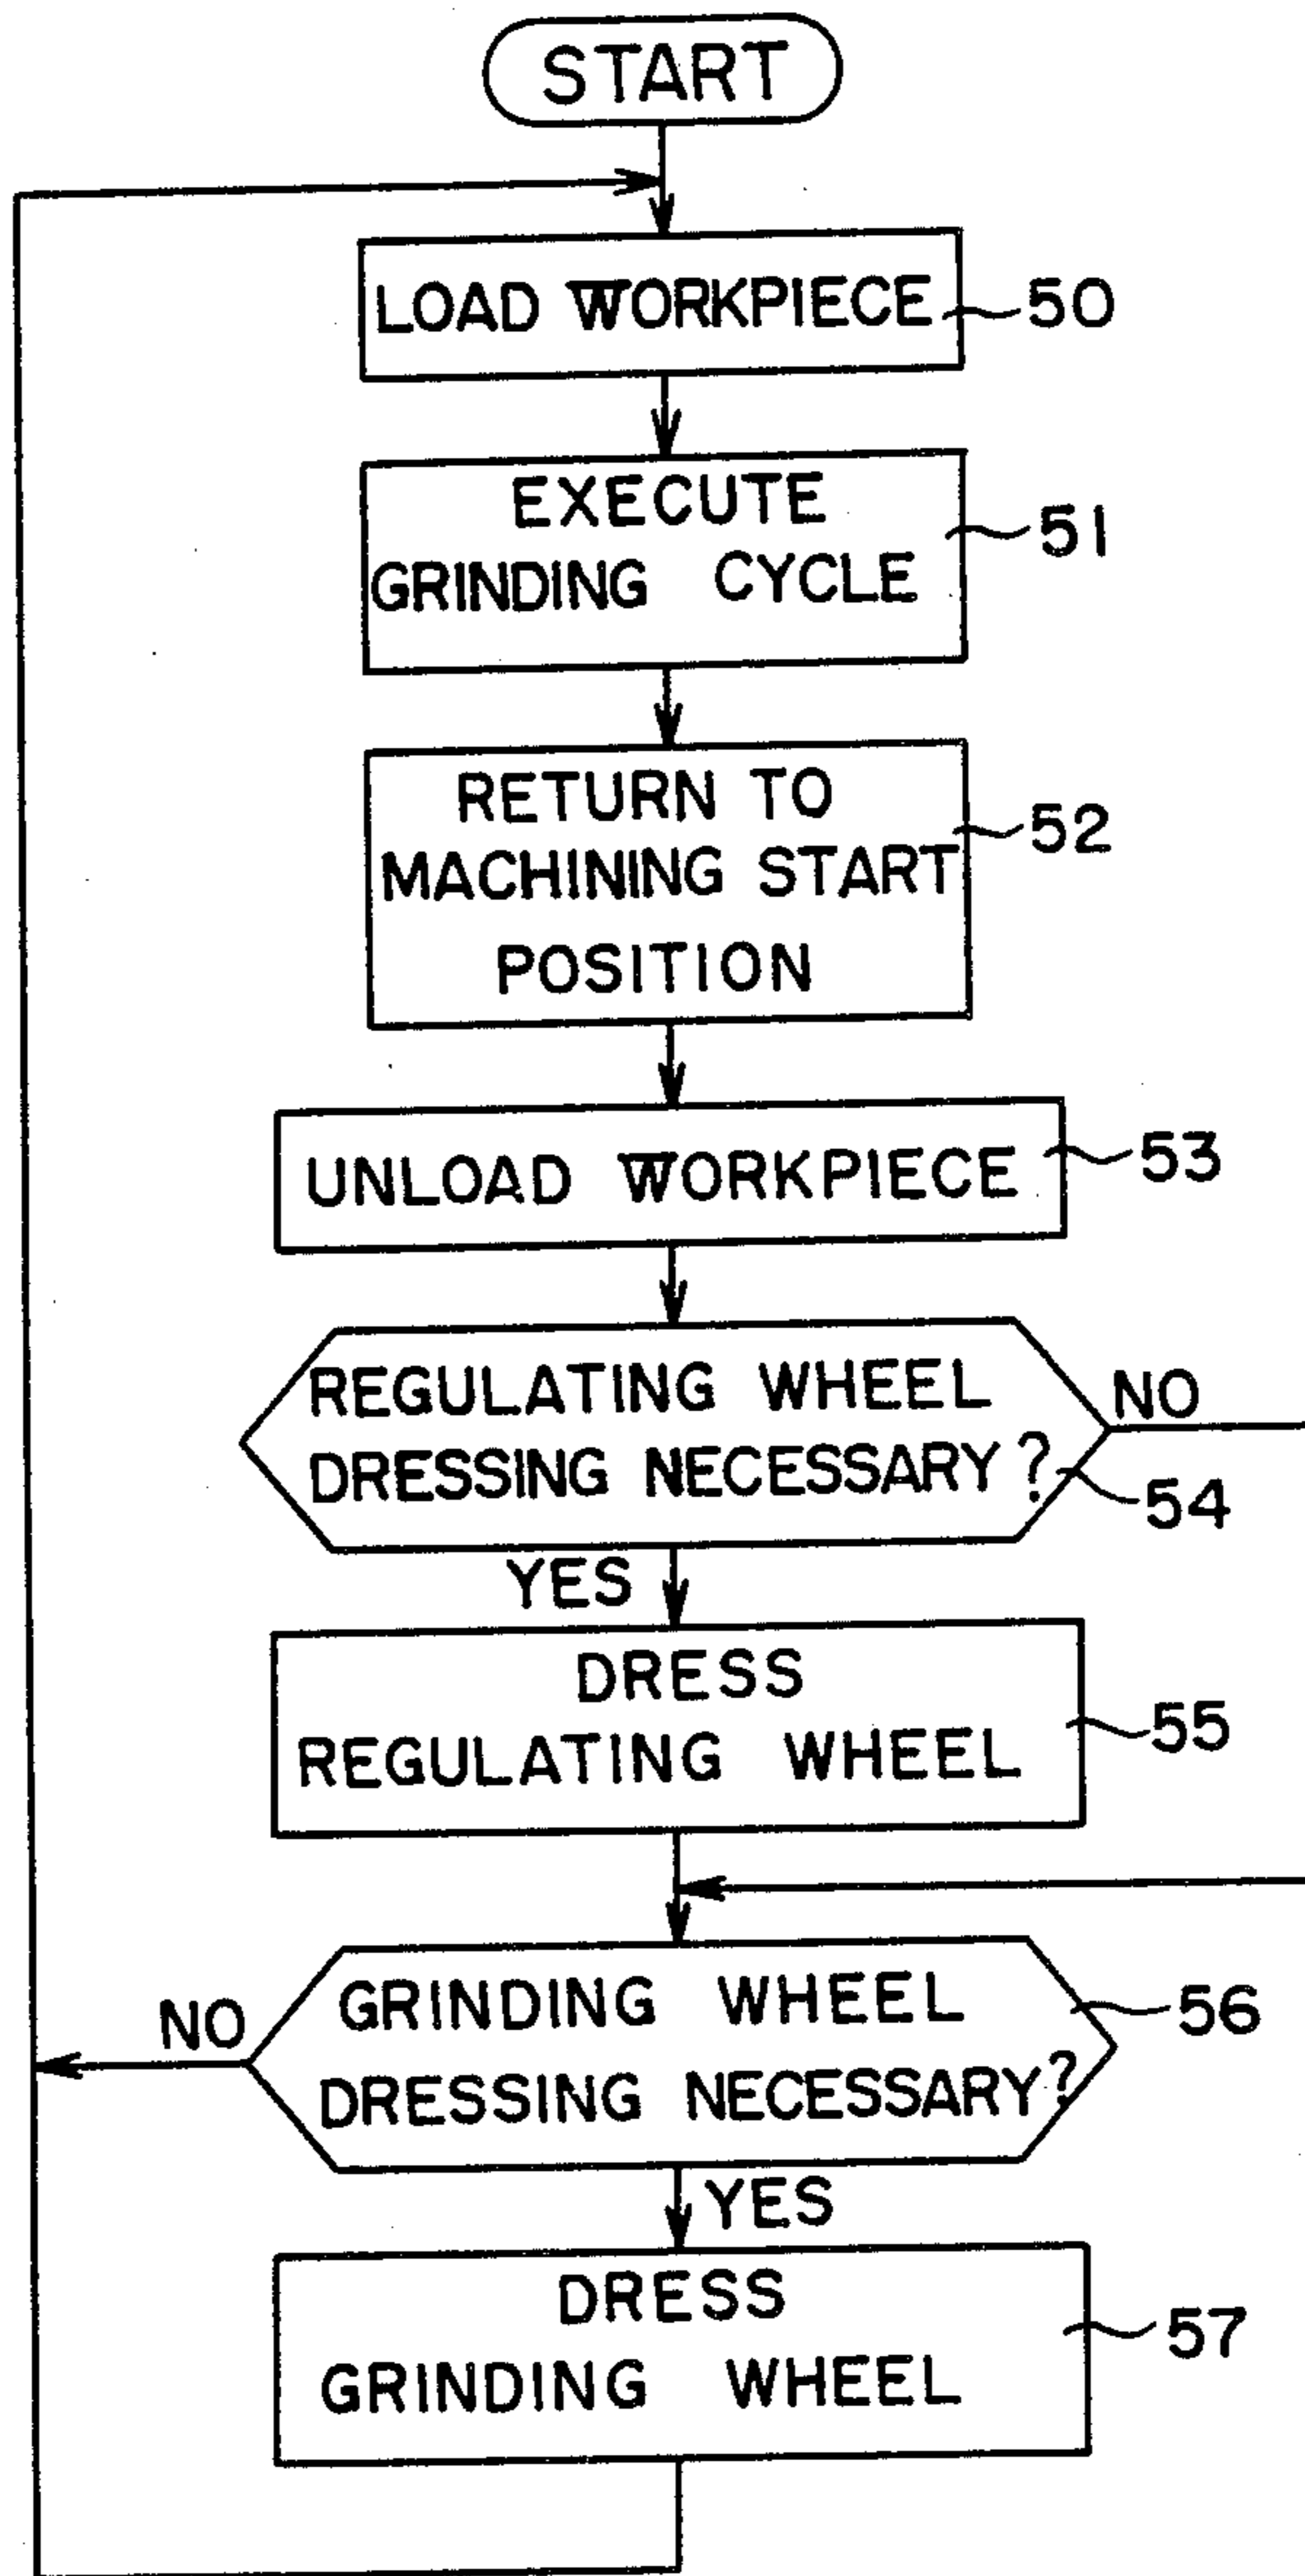 START
LOAD WORKPIECE
50
EXECUTE
GRINDING CYCLE
51
RETURN TO
MACHINING START
POSITION
52
UNLOAD WORKPIECE
53
REGULATING WHEEL
DRESSING NECESSARY?
NO
54
YES
DRESS
REGULATING WHEEL
55
GRINDING WHEEL
DRESSING NECESSARY?
NO
56
YES
DRESS
GRINDING WHEEL
57